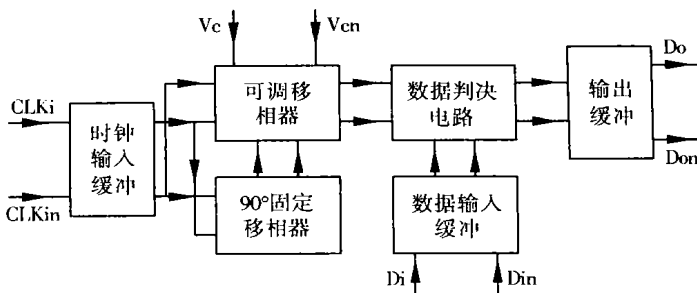 Vc
Vcn
CLKi
CLKin
时钟
输入
缓冲
可调移
相器
90°固定
移相器
数据判决
电路
数据输入
缓冲
Di
Din
输出
缓冲
Do
Don